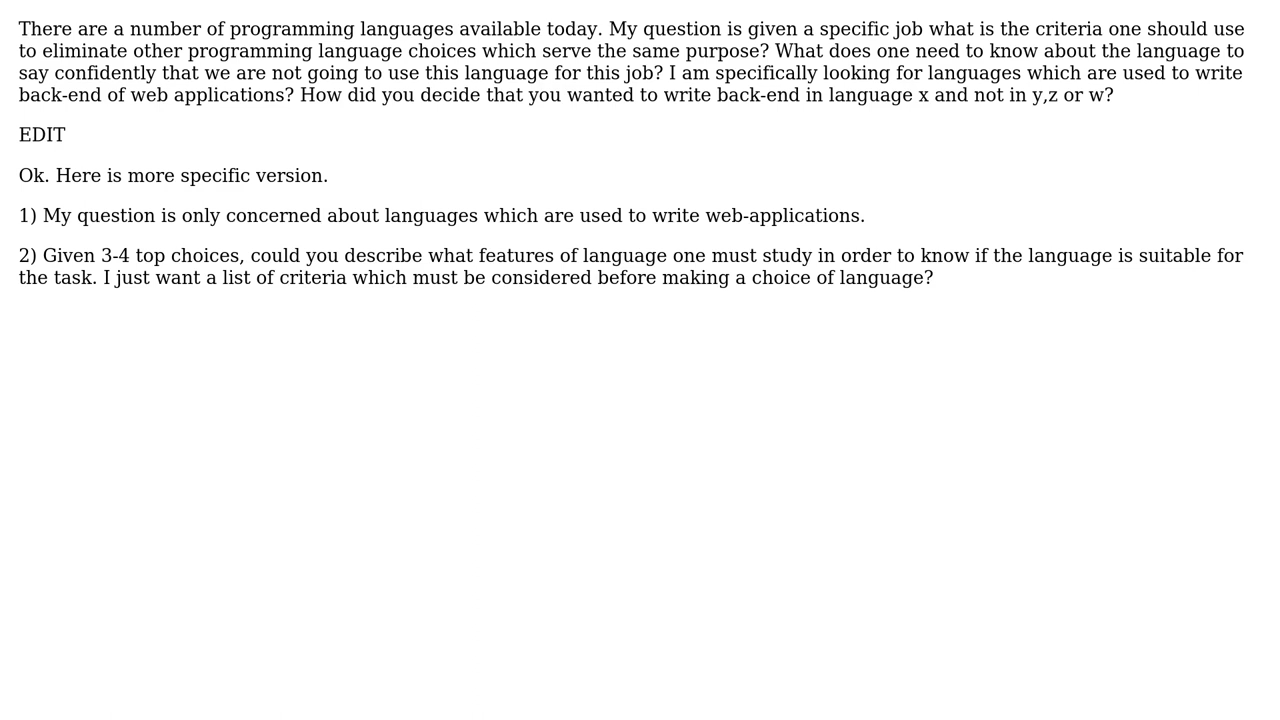 There are a number of programming languages available today. My question is given a specific job what is the criteria one should use
to eliminate other programming language choices which serve the same purpose? What does one need to know about the language to
say confidently that we are not going to use this language for this job? I am specifically looking for languages which are used to write
back-end of web applications? How did you decide that you wanted to write back-end in language x and not in y,z or w?
EDIT
Ok. Here is more specific version.
1) My question is only concerned about languages which are used to write web-applications.
2) Given 3-4 top choices, could you describe what features of language one must study in order to know if the language is suitable for
the task. I just want a list of criteria which must be considered before making a choice of language?